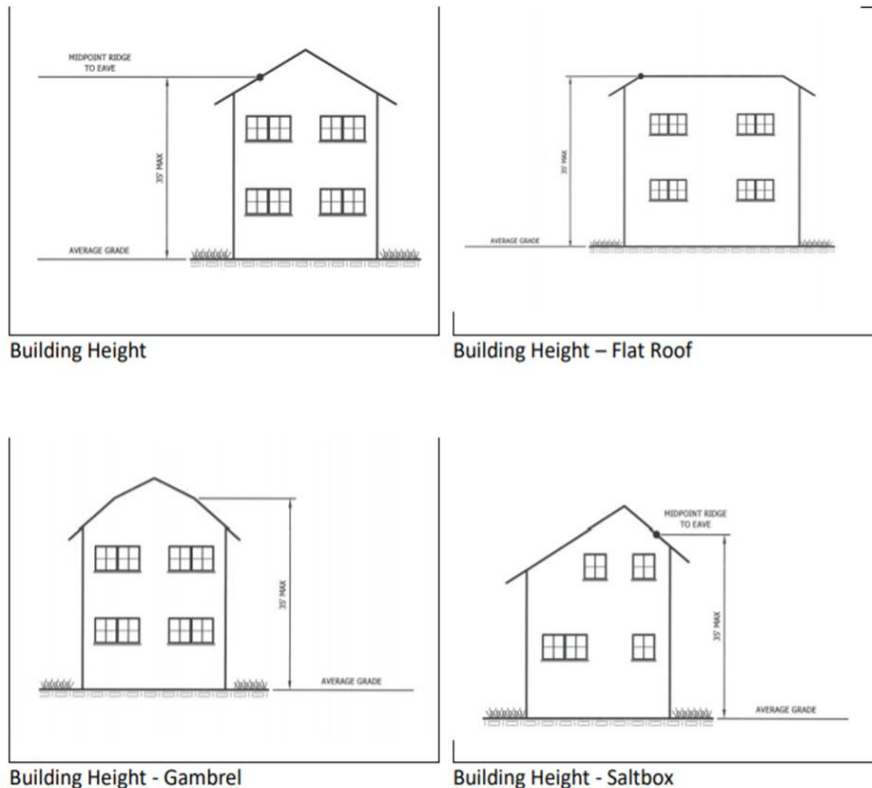 MIDPOINT RIDGE
TO EAVE
35' MAX
AVERAGE GRADE
Building Height
35' MAX
AVERAGE GRADE
Building Height – Flat Roof
35' MAX
AVERAGE GRADE
Building Height - Gambrel
MIDPOINT RIDGE
TO EAVE
35' MAX
AVERAGE GRADE
Building Height - Saltbox